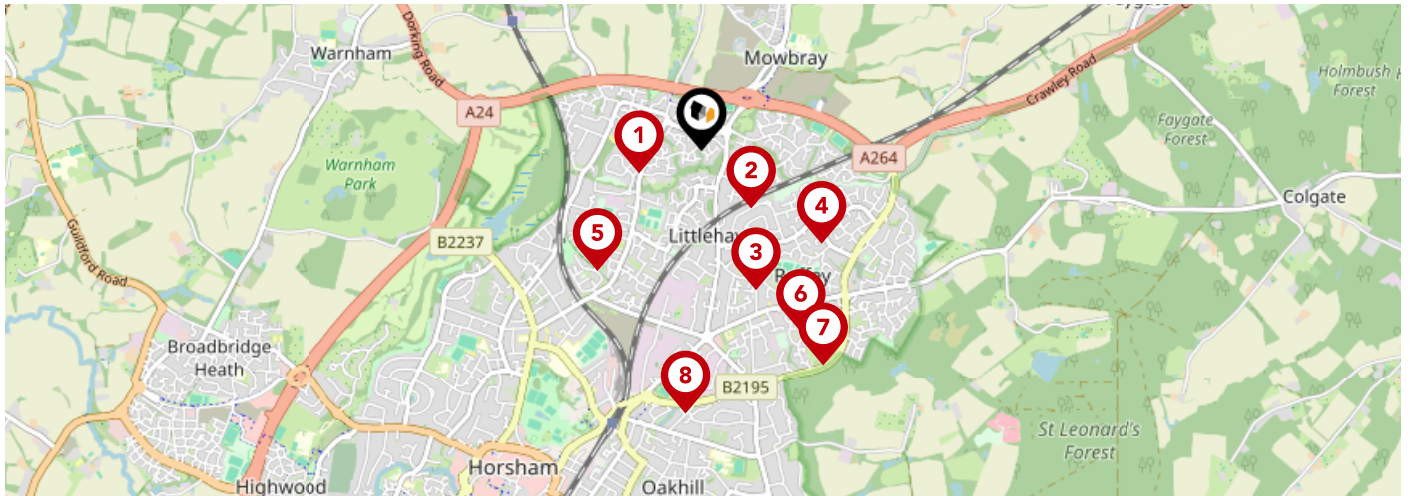 Warnham
Dorking Road
Mowbray
Crawley Road
Holmbush
Forest
A24
1
Faygate
Forest
Warnham
Park
2
A264
4
Colgate
5
Guildford Road
B2237
3
6
7
Broadbridge
Heath
8
B2195
St Leonard's
Forest
Horsham
Highwood
Oakhill